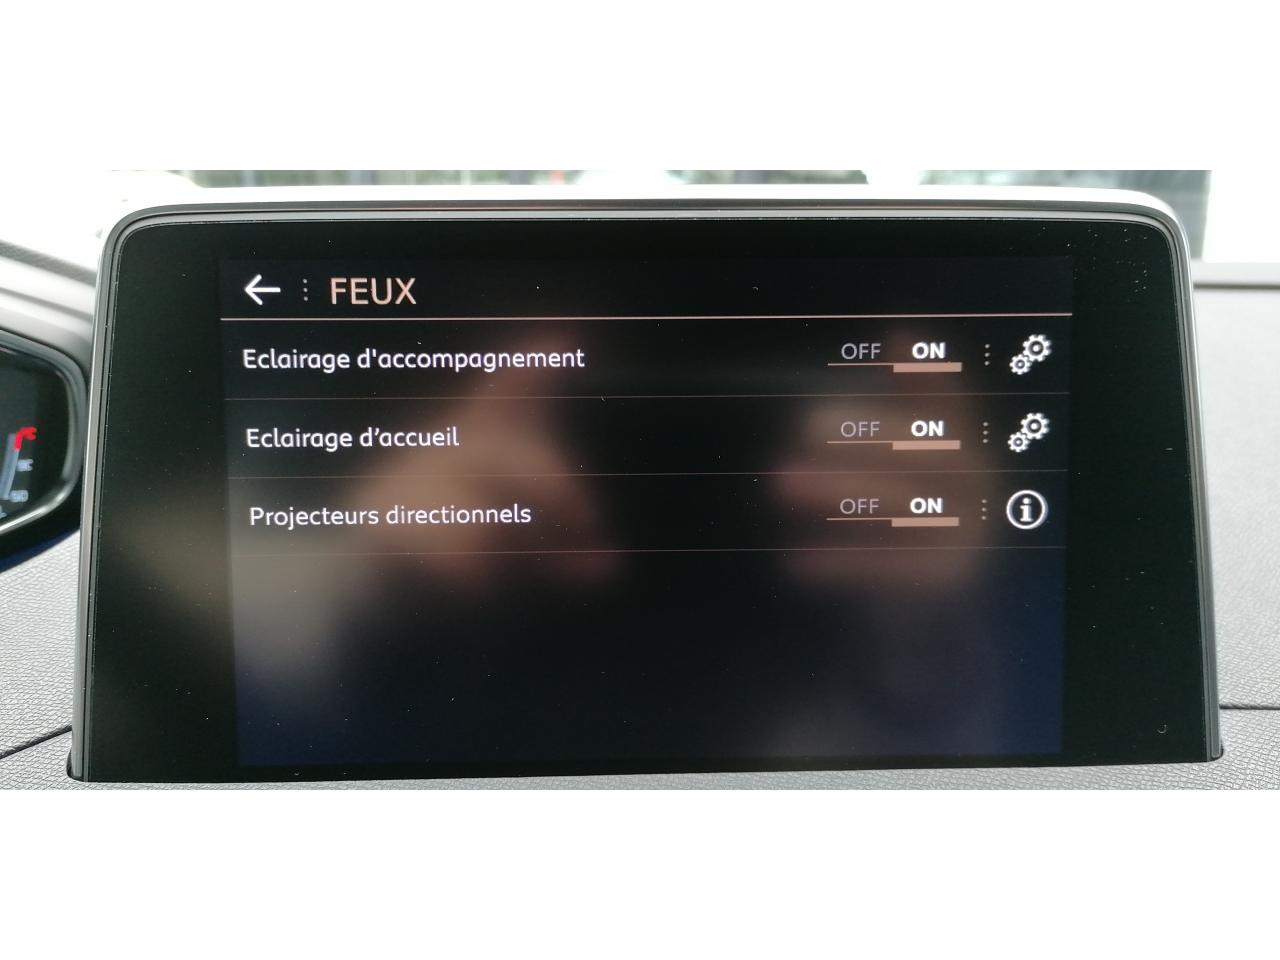 FEUX
Eclairage d'accompagnement OFF ON
Eclairage d’accueil OFF ON
Projecteurs directionnels OFF ON